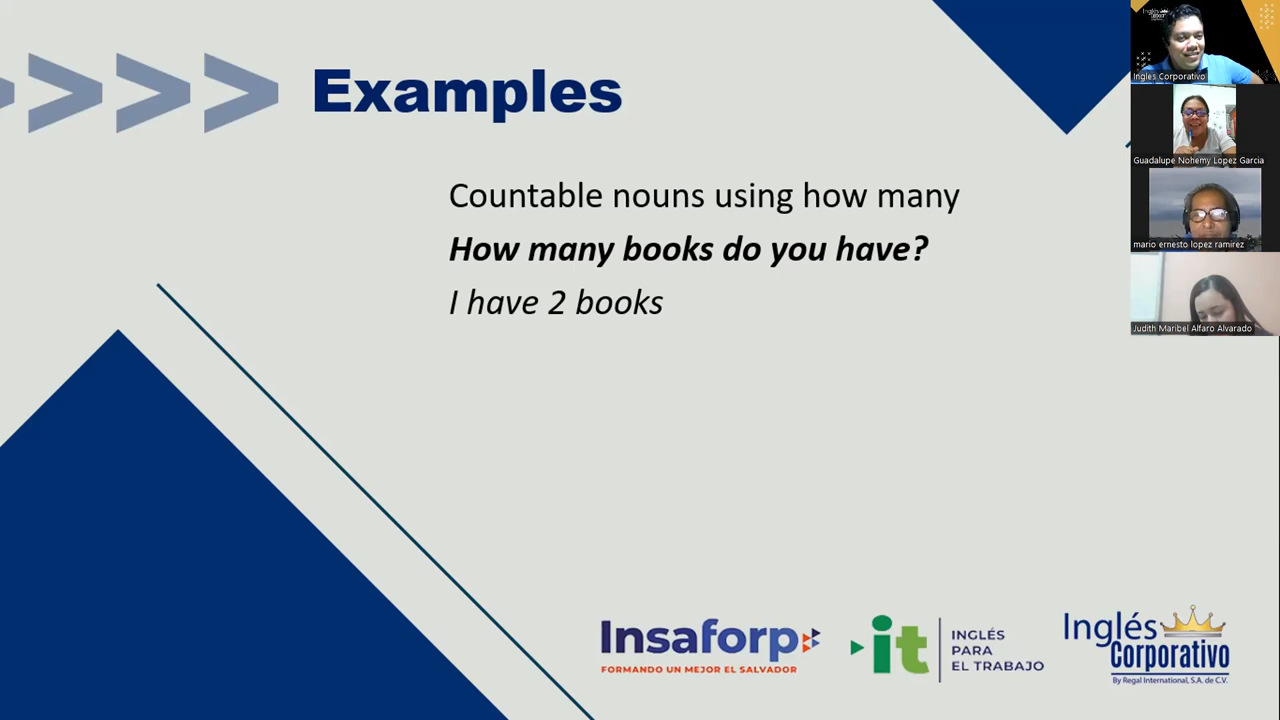 Examples
Countable nouns using how many
How many books do you have?
I have 2 books
Inglés Corporativo
Guadalupe Nohemy Lopez Garcia
mario ernesto lopez ramirez
Judith Maribel Alfaro Alvarado
Insaforp
FORMANDO UN MEJOR EL SALVADOR
it
INGLÉS
PARA
EL TRABAJO
Inglés
Corporativo
By Regal International, S.A. de C.V.